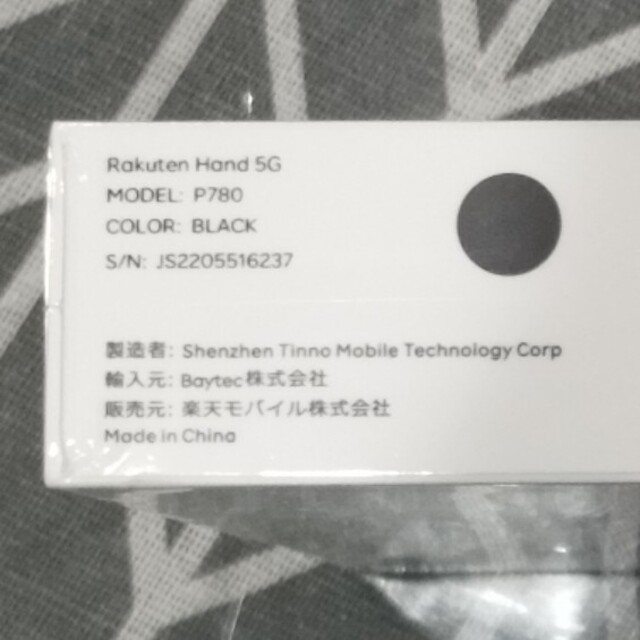 Rakuten Hand 5G
MODEL: P780
COLOR: BLACK
S/N: JS2205516237
製造者: Shenzhen Tinno Mobile Technology Corp
輸入元: Baytec株式会社
販売元: 楽天モバイル株式会社
Made in China